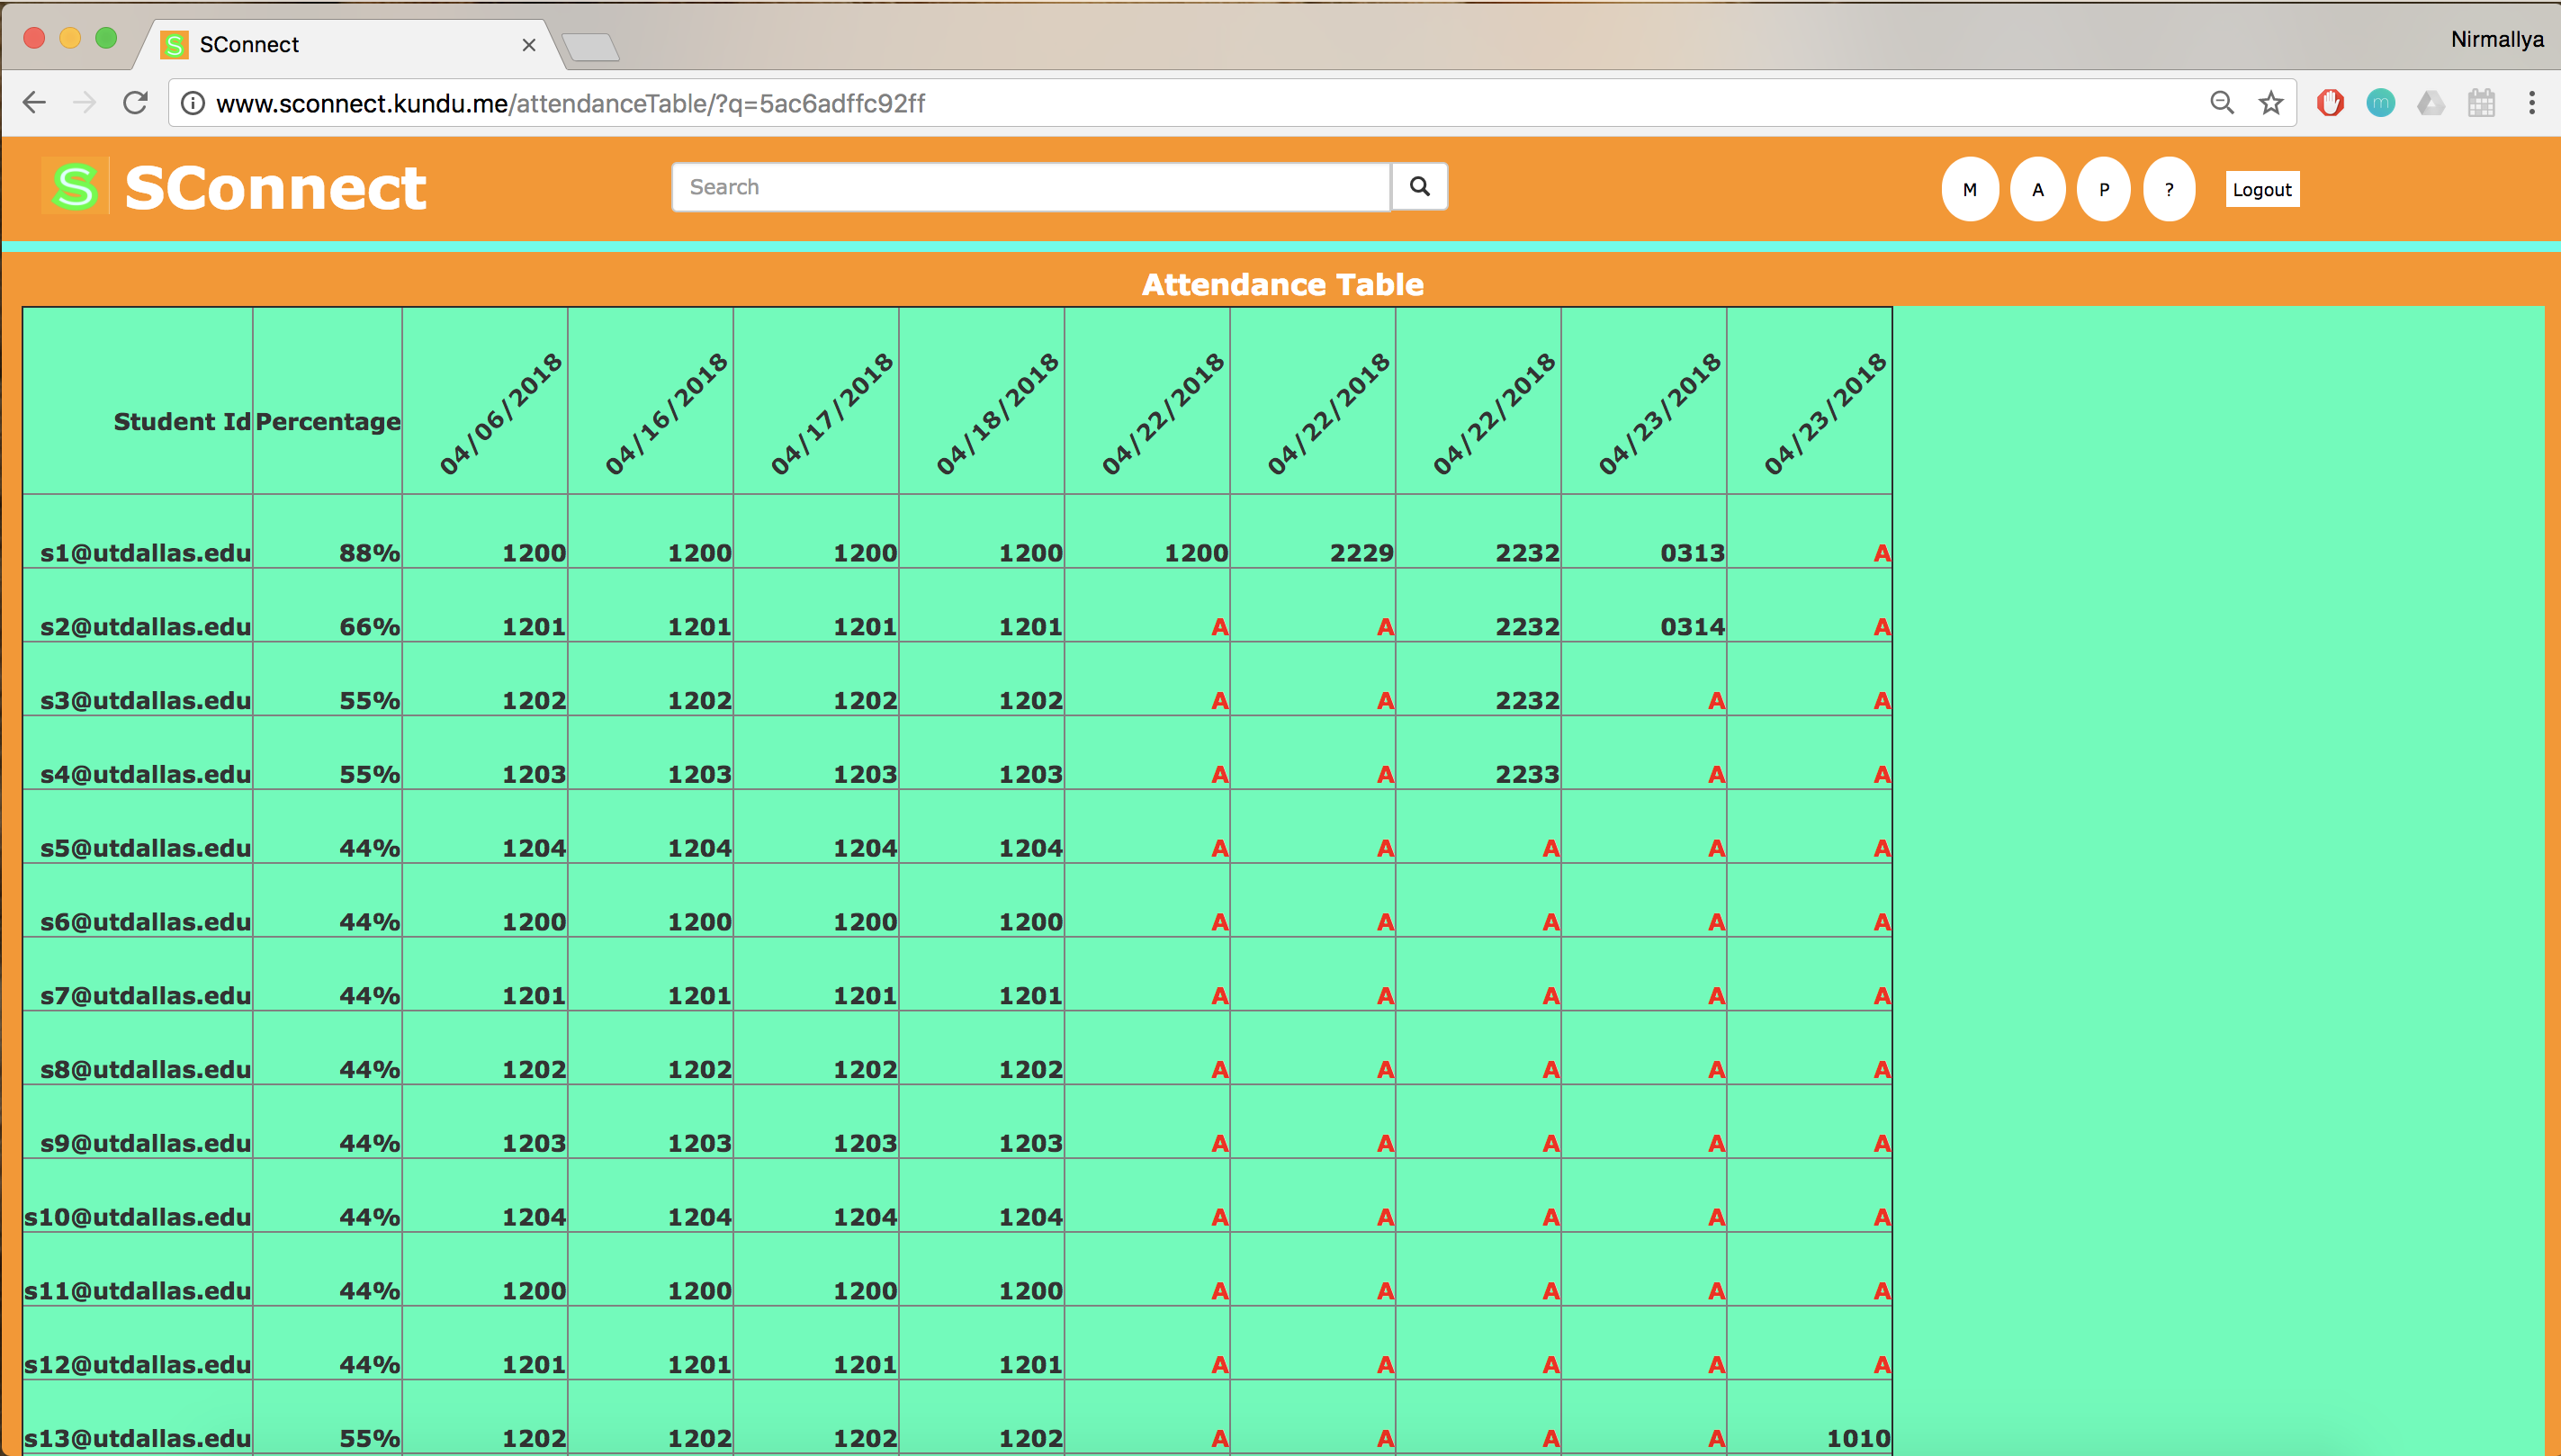 SConnect
Nirmallya
www.sconnect.kundu.me/attendanceTable/?q=5ac6adffc92ff
m
S SConnect
Search
M A P ? Logout
Attendance Table
Student Id Percentage 04/06/2018 04/16/2018 04/17/2018 04/18/2018 04/22/2018 04/22/2018 04/22/2018 04/23/2018 04/23/2018
s1@utdallas.edu 88% 1200 1200 1200 1200 1200 2229 2232 0313 A
s2@utdallas.edu 66% 1201 1201 1201 1201 A A 2232 0314 A
s3@utdallas.edu 55% 1202 1202 1202 1202 A A 2232 A A
s4@utdallas.edu 55% 1203 1203 1203 1203 A A 2233 A A
s5@utdallas.edu 44% 1204 1204 1204 1204 A A A A A
s6@utdallas.edu 44% 1200 1200 1200 1200 A A A A A
s7@utdallas.edu 44% 1201 1201 1201 1201 A A A A A
s8@utdallas.edu 44% 1202 1202 1202 1202 A A A A A
s9@utdallas.edu 44% 1203 1203 1203 1203 A A A A A
s10@utdallas.edu 44% 1204 1204 1204 1204 A A A A A
s11@utdallas.edu 44% 1200 1200 1200 1200 A A A A A
s12@utdallas.edu 44% 1201 1201 1201 1201 A A A A A
s13@utdallas.edu 55% 1202 1202 1202 1202 A A A A 1010